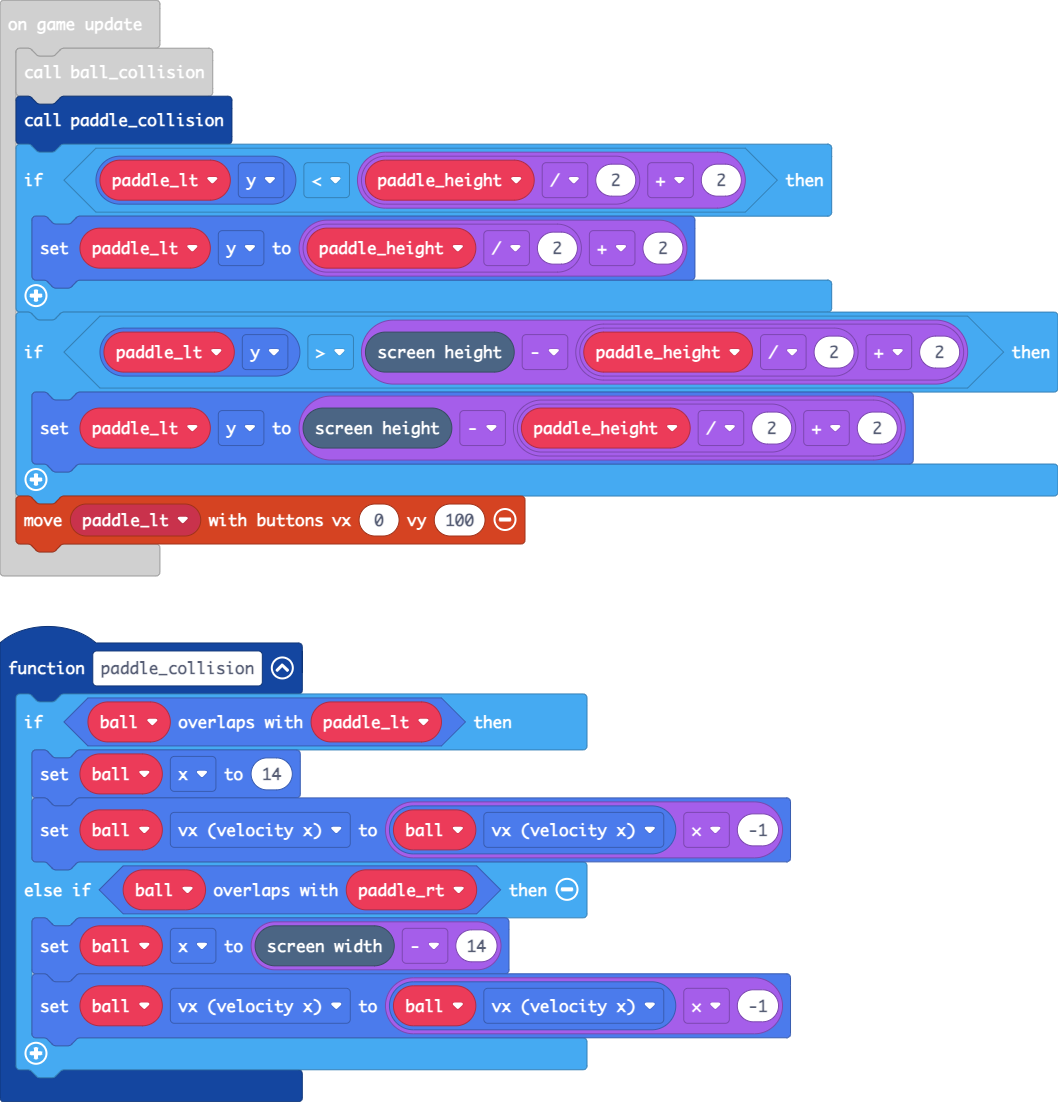 on game update
call ball_collision
call paddle_collision
if paddle_lt y < paddle_height / 2 + 2 then
set paddle_lt y to paddle_height / 2 + 2
if paddle_lt y > screen height - paddle_height / 2 + 2 then
set paddle_lt y to screen height - paddle_height / 2 + 2
move paddle_lt with buttons vx 0 vy 100
function paddle_collision
if ball overlaps with paddle_lt then
set ball x to 14
set ball vx (velocity x) to ball vx (velocity x) x -1
else if ball overlaps with paddle_rt then
set ball x to screen width - 14
set ball vx (velocity x) to ball vx (velocity x) x -1